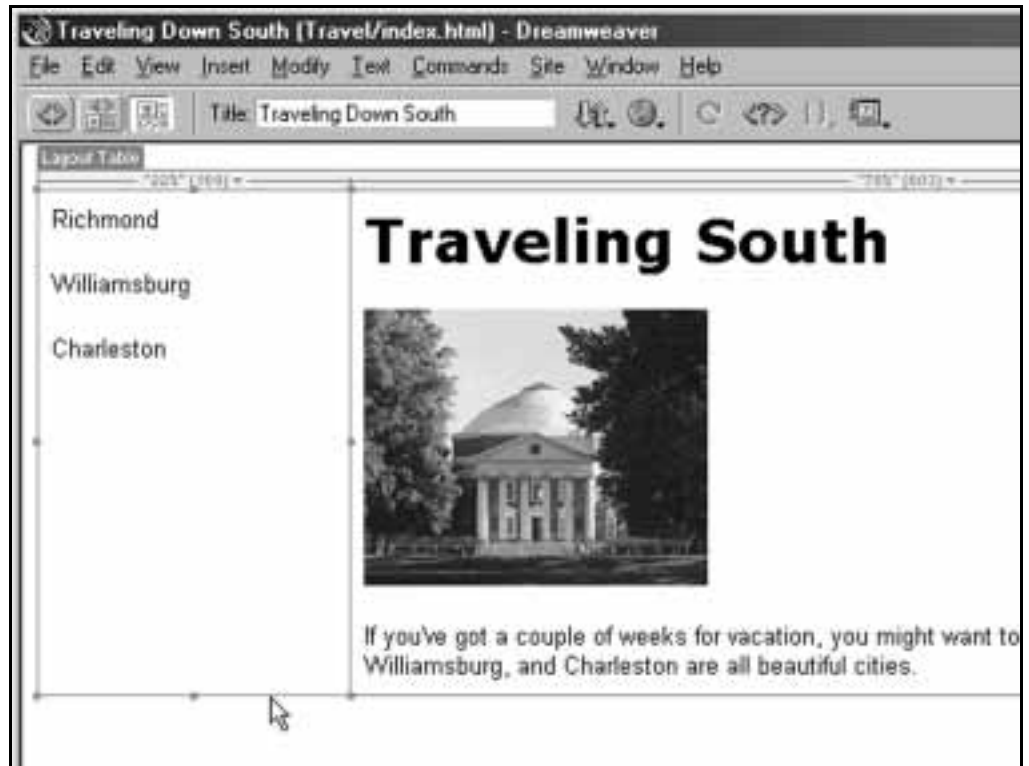 Traveling Down South (Travel/index.html) - Dreamweaver
File Edit View Insert Modify Text Commands Site Window Help
Title: Traveling Down South
Layout Table
Richmond
Williamsburg
Charleston
Traveling South
If you've got a couple of weeks for vacation, you might want to
Williamsburg, and Charleston are all beautiful cities.